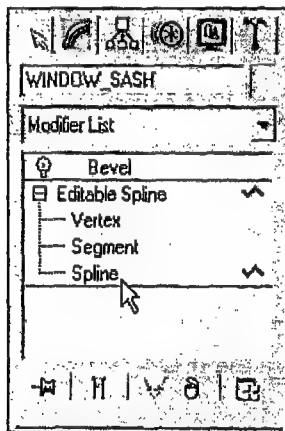 WINDOW_SASH
Modifier List
Bevel
Editable Spline
Vertex
Segment
Spline